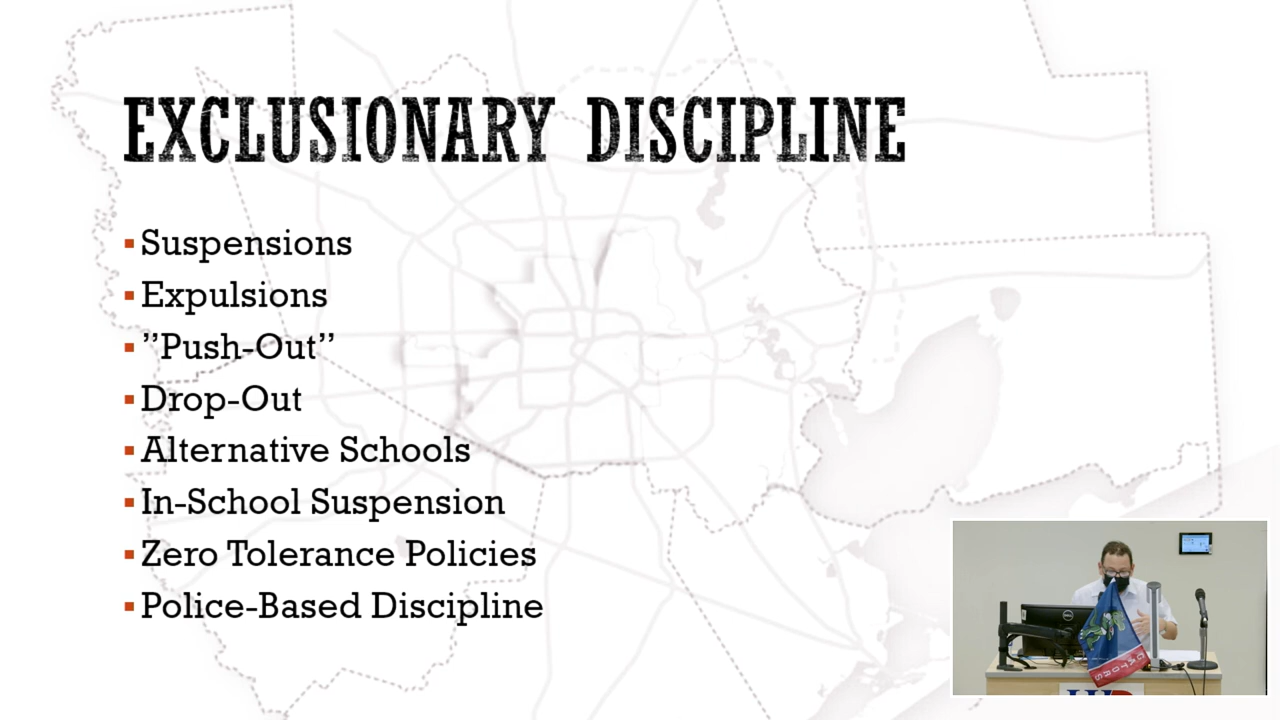 EXCLUSIONARY DISCIPLINE
▪Suspensions
▪Expulsions
▪”Push-Out”
▪Drop-Out
▪Alternative Schools
▪In-School Suspension
▪Zero Tolerance Policies
▪Police-Based Discipline
GATORS